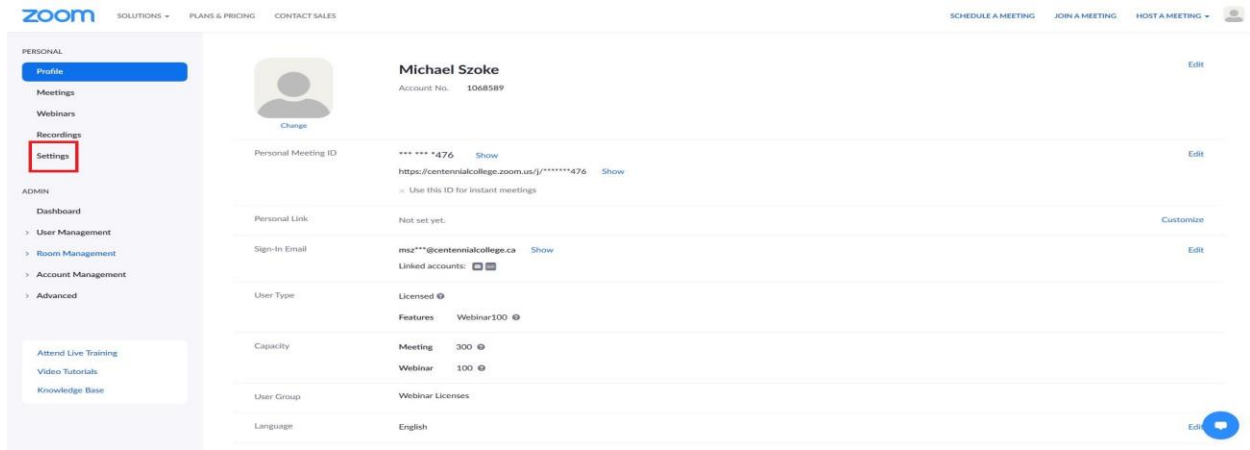 zoom SOLUTIONS PLANS & PRICING CONTACT SALES SCHEDULE A MEETING JOIN A MEETING HOST A MEETING
PERSONAL
Profile
Meetings
Webinars
Recordings
Settings
ADMIN
Dashboard
> User Management
> Room Management
> Account Management
> Advanced
Attend Live Training
Video Tutorials
Knowledge Base
Change
Michael Szoke Edit
Account No. 1068589
Personal Meeting ID *** *** *476 Show Edit
https://centennialcollege.zoom.us/j/*******476 Show
× Use this ID for instant meetings
Personal Link Not set yet. Customize
Sign-In Email msz***@centennialcollege.ca Show Edit
Linked accounts:
User Type Licensed
Features Webinar100
Capacity Meeting 300
Webinar 100
User Group Webinar Licenses
Language English Edit